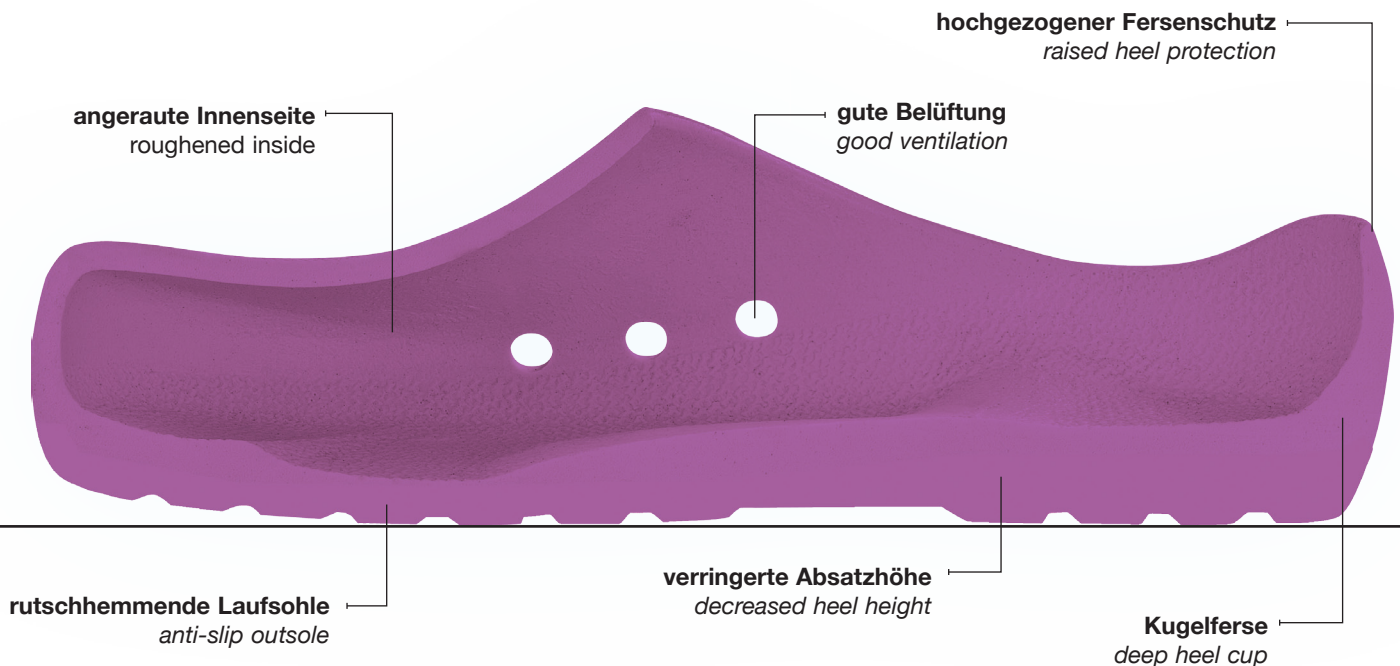 hochgezogener Fersenschutz
raised heel protection
angeraute Innenseite
roughened inside
gute Belüftung
good ventilation
verringerte Absatzhöhe
decreased heel height
rutschhemmende Laufsohle
anti-slip outsole
Kugelferse
deep heel cup